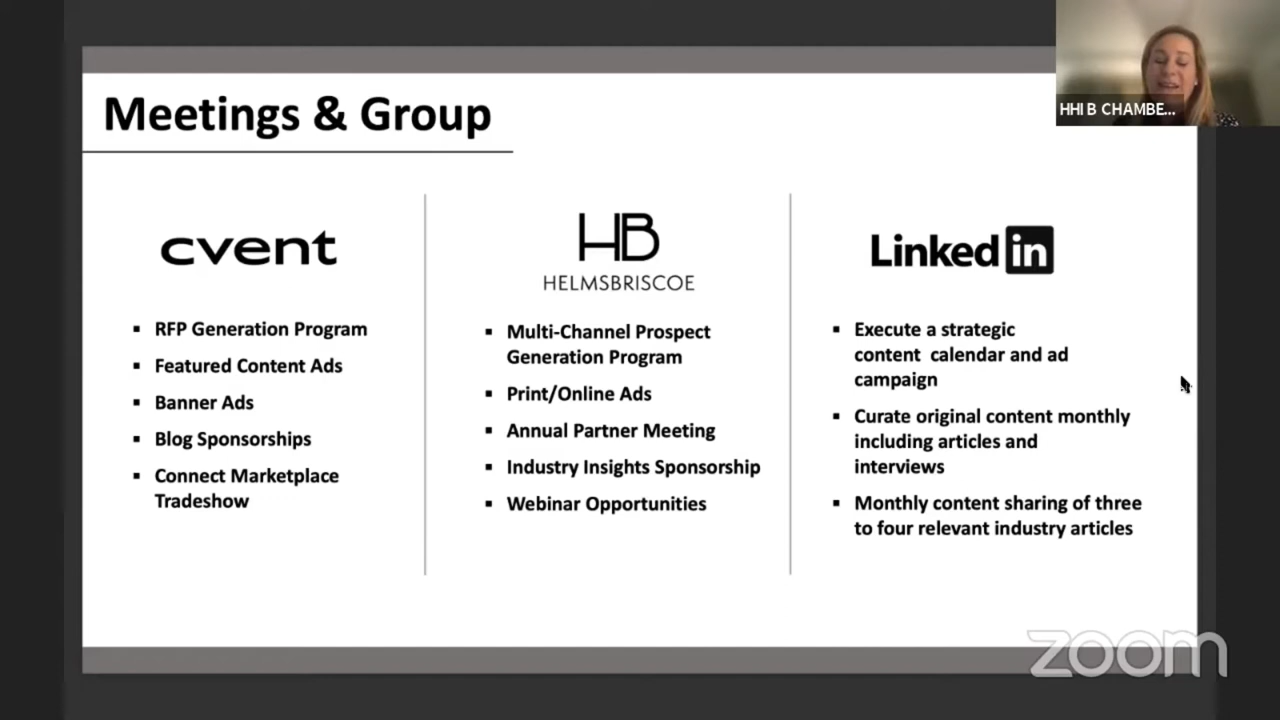 Meetings & Group
HHI B CHAMBE...
cvent
▪ RFP Generation Program
▪ Featured Content Ads
▪ Banner Ads
▪ Blog Sponsorships
▪ Connect Marketplace
Tradeshow
HB
HELMSBRISCOE
▪ Multi-Channel Prospect
Generation Program
▪ Print/Online Ads
▪ Annual Partner Meeting
▪ Industry Insights Sponsorship
▪ Webinar Opportunities
Linked in
▪ Execute a strategic
content calendar and ad
campaign
▪ Curate original content monthly
including articles and
interviews
▪ Monthly content sharing of three
to four relevant industry articles
zoom